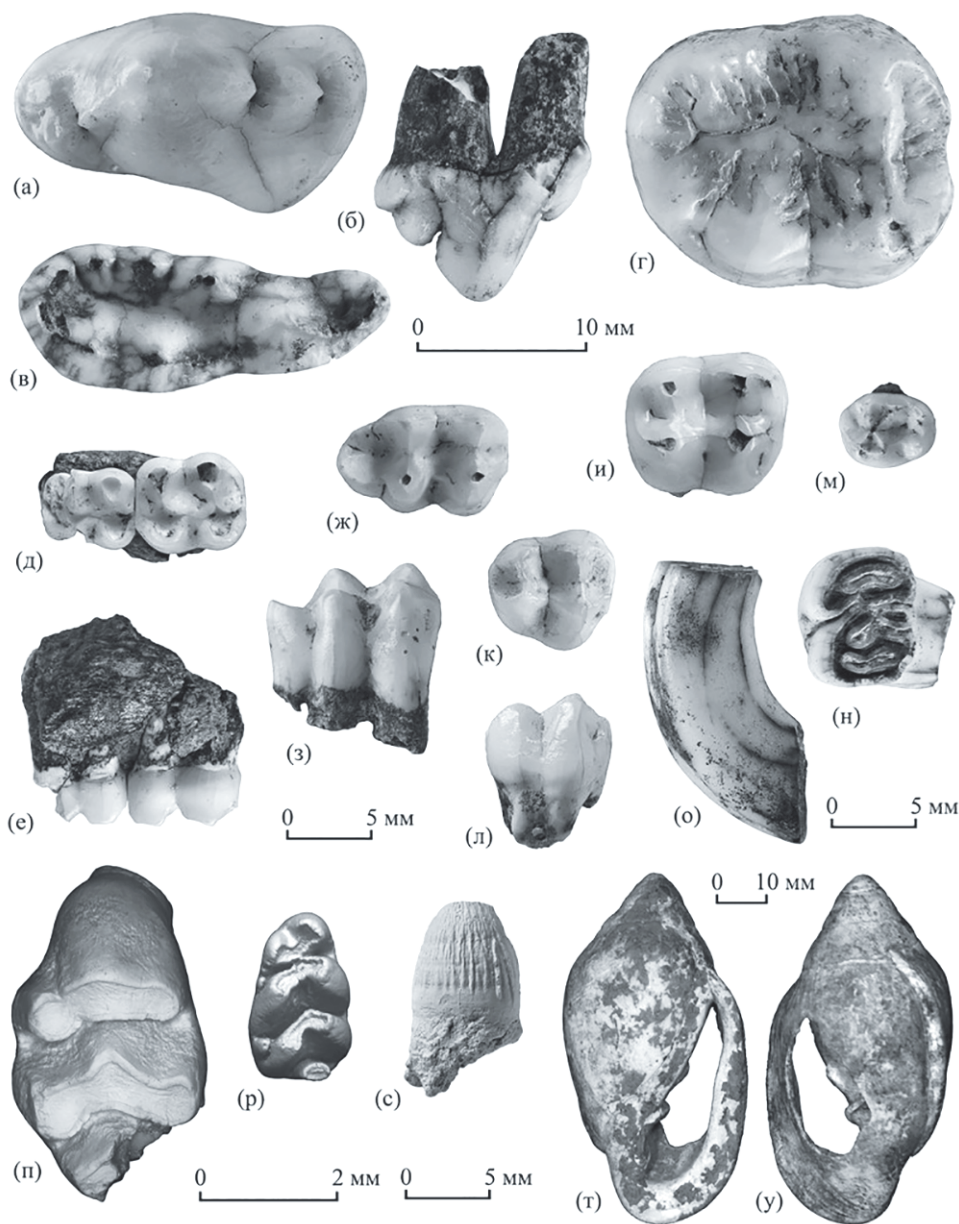 (а)
(б)
(г)
(в)
0 10 мм
(д)
(ж)
(и)
(м)
(к)
(е)
(з)
(л)
(о)
(н)
0 5 мм
0 5 мм
0 10 мм
(п)
(р)
(с)
(т)
(у)
0 2 мм
0 5 мм